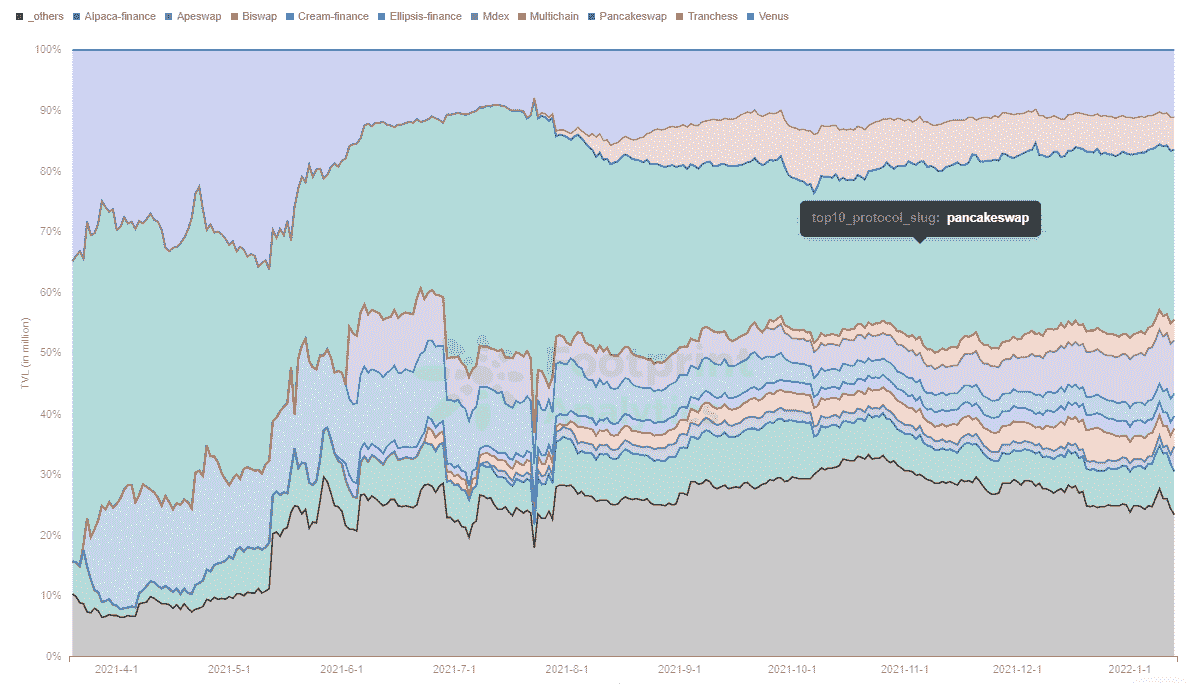 _others Alpaca-finance Apeswap Biswap Cream-finance Ellipsis-finance Mdex Multichain Pancakeswap Tranchess Venus
100%
90%
80%
70%
60%
50%
40%
30%
20%
10%
0%
TVL (in million)
top10_protocol_slug: pancakeswap
Footprint
2021-4-1 2021-5-1 2021-6-1 2021-7-1 2021-8-1 2021-9-1 2021-10-1 2021-11-1 2021-12-1 2022-1-1